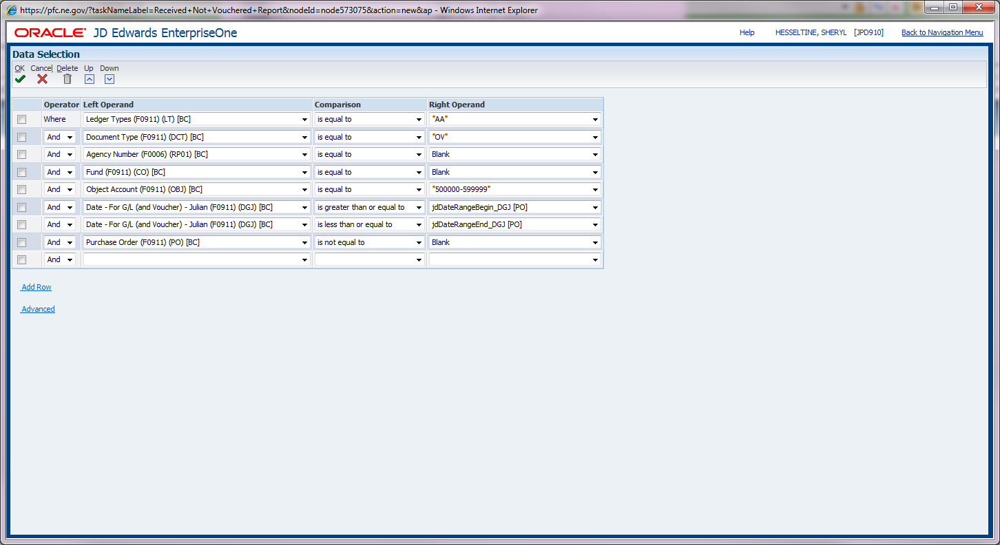 https://pfc.ne.gov/?taskNameLabel=Received+Not+Vouchered+Report&nodeId=node573075&action=new&ap - Windows Internet Explorer
ORACLE JD Edwards EnterpriseOne Help HESSELTINE, SHERYL [JPD910] Back to Navigation Menu
Data Selection
OK Cancel Delete Up Down
Operator Left Operand Comparison Right Operand
Where Ledger Types (F0911) (LT) [BC] is equal to "AA"
And Document Type (F0911) (DCT) [BC] is equal to "OV"
And Agency Number (F0006) (RP01) [BC] is equal to Blank
And Fund (F0911) (CO) [BC] is equal to Blank
And Object Account (F0911) (OBJ) [BC] is equal to "500000-599999"
And Date - For G/L (and Voucher) - Julian (F0911) (DGJ) [BC] is greater than or equal to jdDateRangeBegin_DGJ [PO]
And Date - For G/L (and Voucher) - Julian (F0911) (DGJ) [BC] is less than or equal to jdDateRangeEnd_DGJ [PO]
And Purchase Order (F0911) (PO) [BC] is not equal to Blank
And
Add Row
Advanced